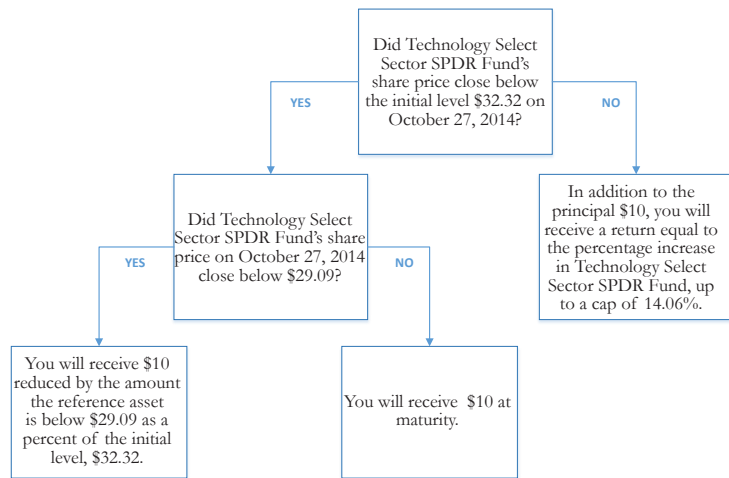 Did Technology Select
Sector SPDR Fund's
share price close below
the initial level $32.32 on
October 27, 2014?
YES
NO
Did Technology Select
Sector SPDR Fund's share
price on October 27, 2014
close below $29.09?
In addition to the
principal $10, you will
receive a return equal to
the percentage increase
in Technology Select
Sector SPDR Fund, up
to a cap of 14.06%.
YES
NO
You will receive $10
reduced by the amount
the reference asset
is below $29.09 as a
percent of the initial
level, $32.32.
You will receive $10 at
maturity.